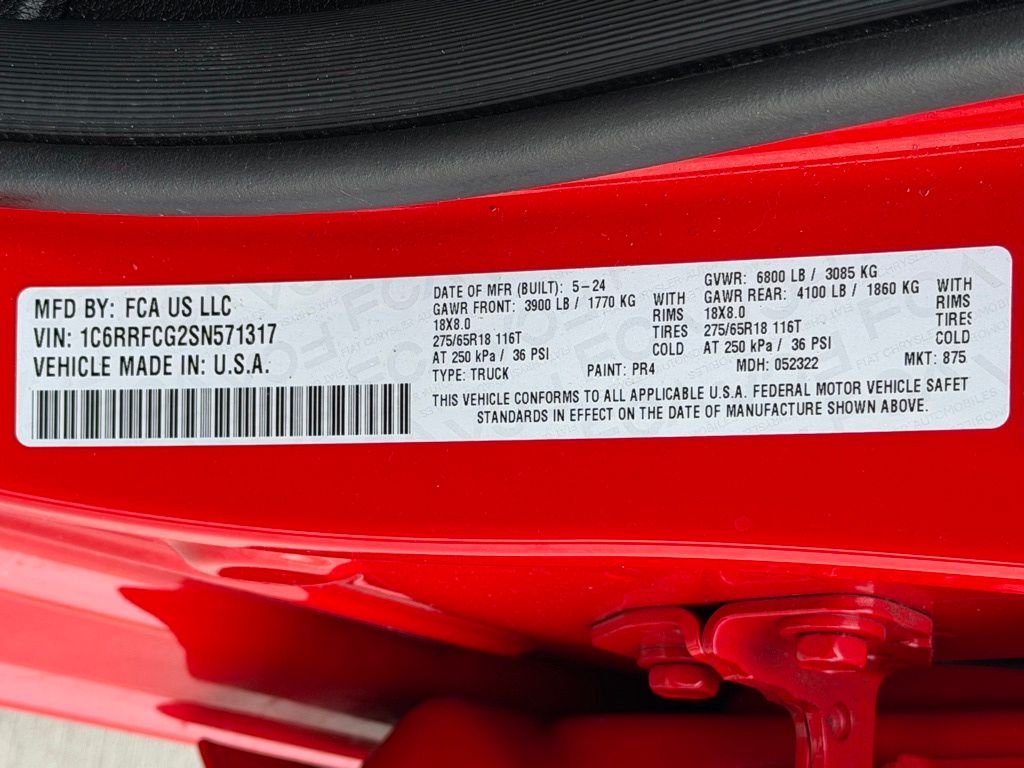 MFD BY: FCA US LLC
VIN: 1C6RRFCG2SN571317
VEHICLE MADE IN: U.S.A.
DATE OF MFR (BUILT): 5-24
GAWR FRONT: 3900 LB / 1770 KG WITH
18X8.0 RIMS
275/65R18 116T TIRES
AT 250 kPa / 36 PSI COLD
TYPE: TRUCK PAINT: PR4
GVWR: 6800 LB / 3085 KG
GAWR REAR: 4100 LB / 1860 KG WITH
18X8.0 RIMS
275/65R18 116T TIRES
AT 250 kPa / 36 PSI COLD
MDH: 052322 MKT: 875
THIS VEHICLE CONFORMS TO ALL APPLICABLE U.S.A. FEDERAL MOTOR VEHICLE SAFET
STANDARDS IN EFFECT ON THE DATE OF MANUFACTURE SHOWN ABOVE.